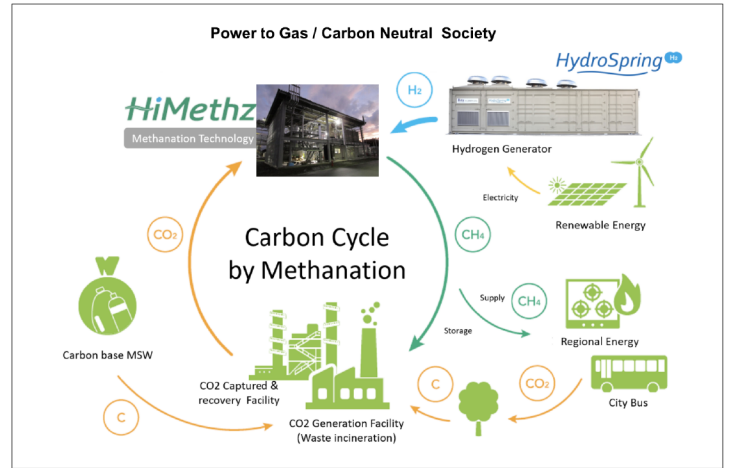 Power to Gas / Carbon Neutral Society
HydroSpring H2
HiMethz
Methanation Technology
H2
Hydrogen Generator
Electricity
Renewable Energy
CO2
CH4
Carbon Cycle
by Methanation
Supply
CH4
Storage
Regional Energy
Carbon base MSW
CO2 Captured &
recovery Facility
C
CO2
City Bus
C
CO2 Generation Facility
(Waste incineration)